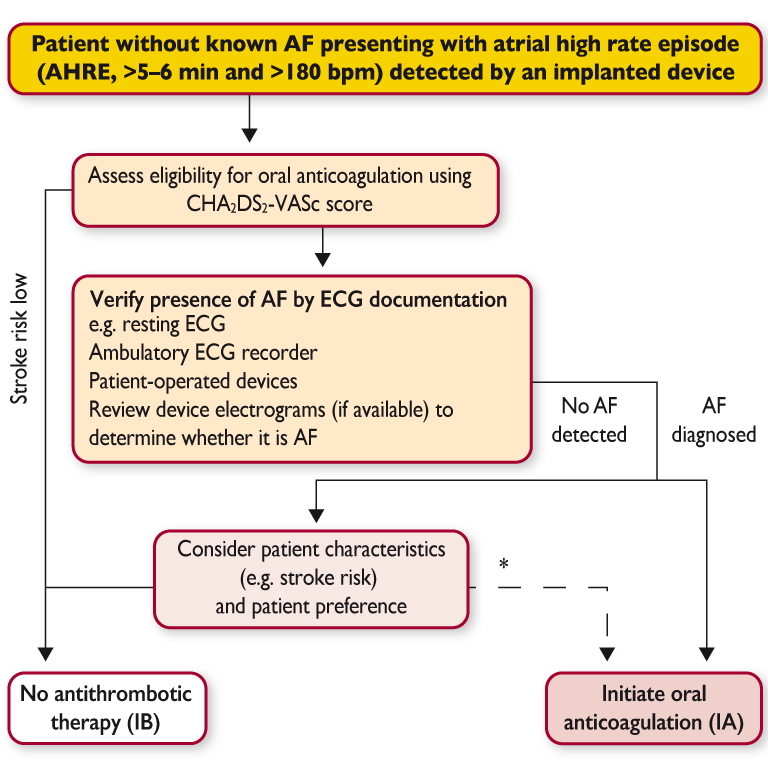 Patient without known AF presenting with atrial high rate episode
(AHRE, >5–6 min and >180 bpm) detected by an implanted device
Assess eligibility for oral anticoagulation using
CHA₂DS₂-VASc score
Stroke risk low
Verify presence of AF by ECG documentation
e.g. resting ECG
Ambulatory ECG recorder
Patient-operated devices
Review device electrograms (if available) to
determine whether it is AF
No AF
detected
AF
diagnosed
Consider patient characteristics
(e.g. stroke risk)
and patient preference
*
No antithrombotic
therapy (IB)
Initiate oral
anticoagulation (IA)